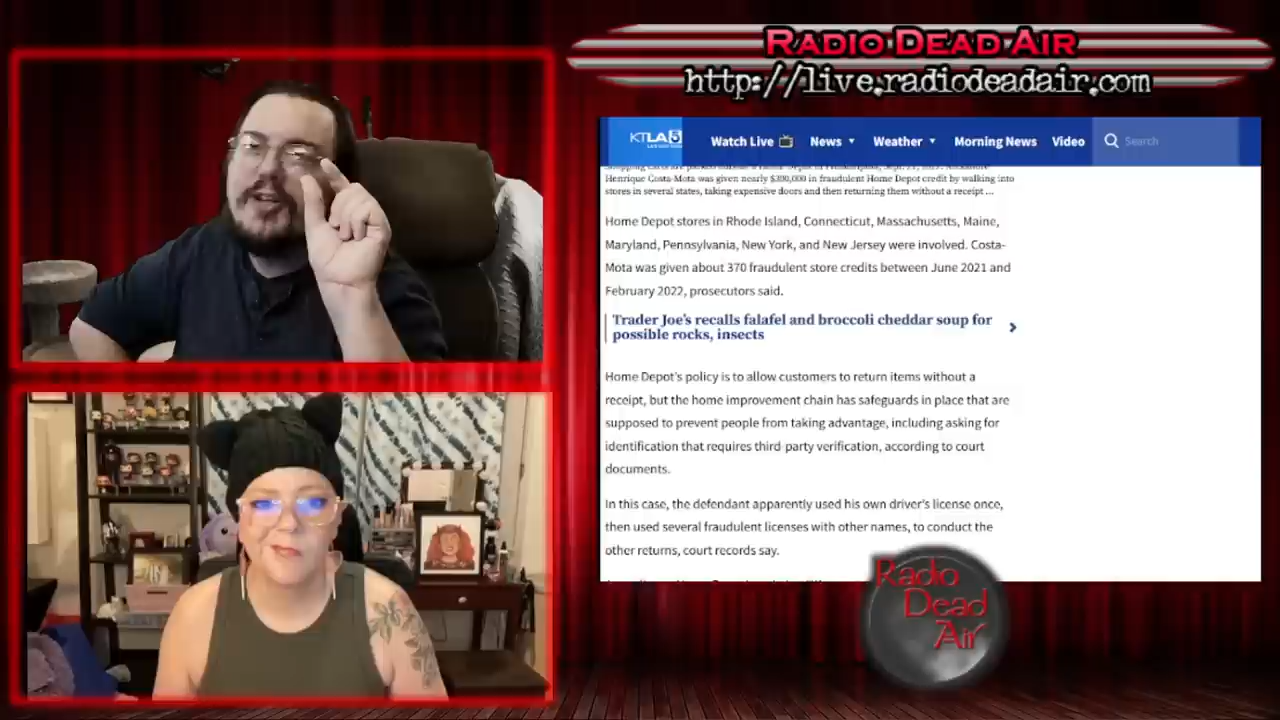 Radio Dead Air
http://live.radiodeadair.com
KTLA 5
Watch Live
News
Weather
Morning News
Video
Search
Henrique Costa-Mota was given nearly $300,000 in fraudulent Home Depot credit by walking into
stores in several states, taking expensive doors and then returning them without a receipt ...
Home Depot stores in Rhode Island, Connecticut, Massachusetts, Maine,
Maryland, Pennsylvania, New York, and New Jersey were involved. Costa-
Mota was given about 370 fraudulent store credits between June 2021 and
February 2022, prosecutors said.
Trader Joe's recalls falafel and broccoli cheddar soup for
possible rocks, insects
Home Depot's policy is to allow customers to return items without a
receipt, but the home improvement chain has safeguards in place that are
supposed to prevent people from taking advantage, including asking for
identification that requires third-party verification, according to court
documents.
In this case, the defendant apparently used his own driver's license once,
then used several fraudulent licenses with other names, to conduct the
other returns, court records say.
Radio
Dead
Air